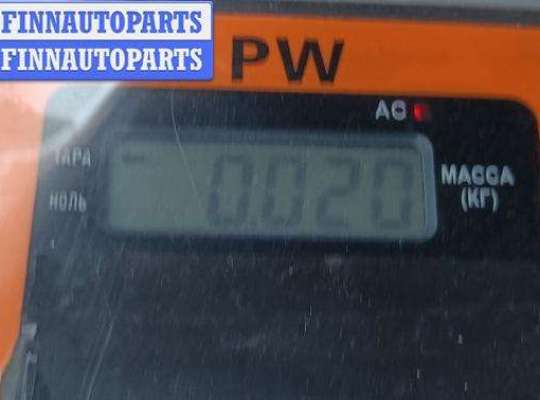 FINNAUTOPARTS
FINNAUTOPARTS
PW
AC
ТАРА
0.020
МАССА
(КГ)
НОЛЬ